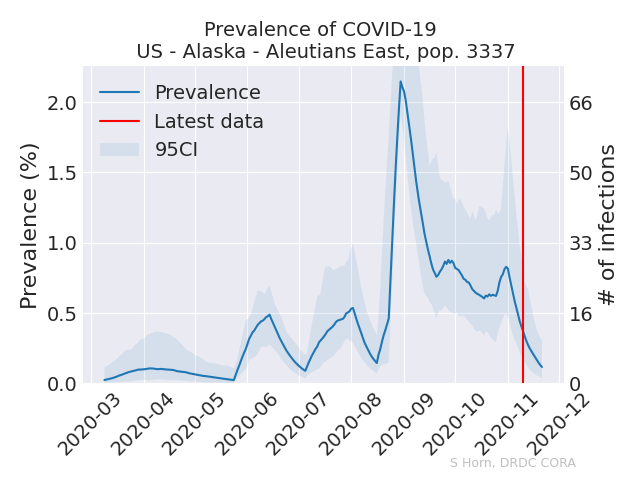 Prevalence of COVID-19
US - Alaska - Aleutians East, pop. 3337
Prevalence
Latest data
95CI
Prevalence (%)
2.0
1.5
1.0
0.5
0.0
# of infections
66
50
33
16
0
2020-03
2020-04
2020-05
2020-06
2020-07
2020-08
2020-09
2020-10
2020-11
2020-12
S Horn, DRDC CORA